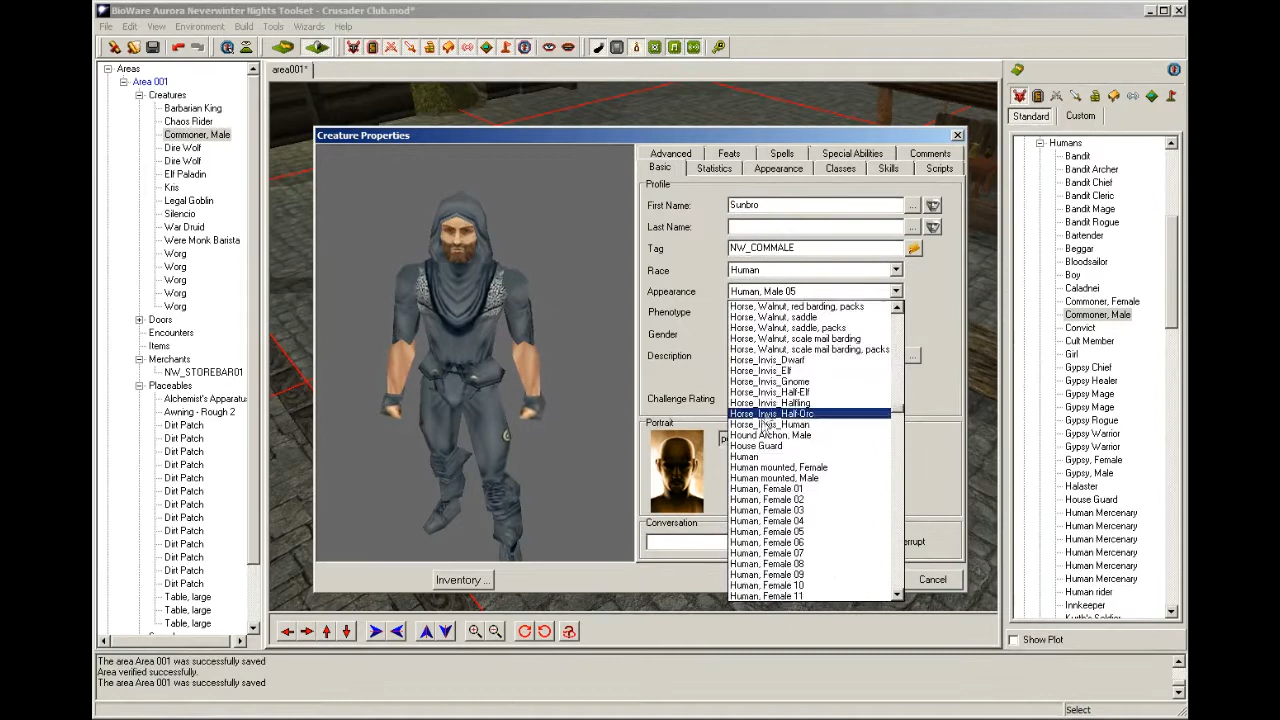 BioWare Aurora Neverwinter Nights Toolset - Crusader Club.mod*
File Edit View Environment Build Tools Wizards Help
area001*
Areas
Area 001
Creatures
Barbarian King
Chaos Rider
Commoner, Male
Dire Wolf
Dire Wolf
Elf Paladin
Kris
Legal Goblin
Silencio
War Druid
Were Monk Barista
Worg
Worg
Worg
Worg
Worg
Doors
Encounters
Items
Merchants
NW_STOREBAR01
Placeables
Alchemist's Apparatu
Awning - Rough 2
Dirt Patch
Dirt Patch
Dirt Patch
Dirt Patch
Dirt Patch
Dirt Patch
Dirt Patch
Dirt Patch
Dirt Patch
Dirt Patch
Dirt Patch
Dirt Patch
Dirt Patch
Table, large
Table, large
Table, large
Creature Properties
Advanced Feats Spells Special Abilities Comments
Basic Statistics Appearance Classes Skills Scripts
Profile
First Name: Sunbro ...
Last Name: ...
Tag NW_COMMALE
Race Human
Appearance Human, Male 05
Phenotype
Gender
Description ...
Challenge Rating
Portrait
Conversation
Horse, Walnut, red barding, packs
Horse, Walnut, saddle
Horse, Walnut, saddle, packs
Horse, Walnut, scale mail barding
Horse, Walnut, scale mail barding, packs
Horse_Invis_Dwarf
Horse_Invis_Elf
Horse_Invis_Gnome
Horse_Invis_Half-Elf
Horse_Invis_Halfling
Horse_Invis_Half-Orc
Horse_Invis_Human
Hound Archon, Male
House Guard
Human
Human mounted, Female
Human mounted, Male
Human, Female 01
Human, Female 02
Human, Female 03
Human, Female 04
Human, Female 05
Human, Female 06
Human, Female 07
Human, Female 08
Human, Female 09
Human, Female 10
Human, Female 11
Inventory ...
Cancel
Standard Custom
Humans
Bandit
Bandit Archer
Bandit Chief
Bandit Cleric
Bandit Mage
Bandit Rogue
Bartender
Beggar
Bloodsailor
Boy
Caladnei
Commoner, Female
Commoner, Male
Convict
Cult Member
Girl
Gypsy Chief
Gypsy Healer
Gypsy Mage
Gypsy Mage
Gypsy Rogue
Gypsy Warrior
Gypsy Warrior
Gypsy, Female
Gypsy, Male
Halaster
House Guard
Human Mercenary
Human Mercenary
Human Mercenary
Human Mercenary
Human Mercenary
Human Mercenary
Human rider
Innkeeper
Show Plot
The area Area 001 was successfully saved
Area verified successfully.
The area Area 001 was successfully saved
Select